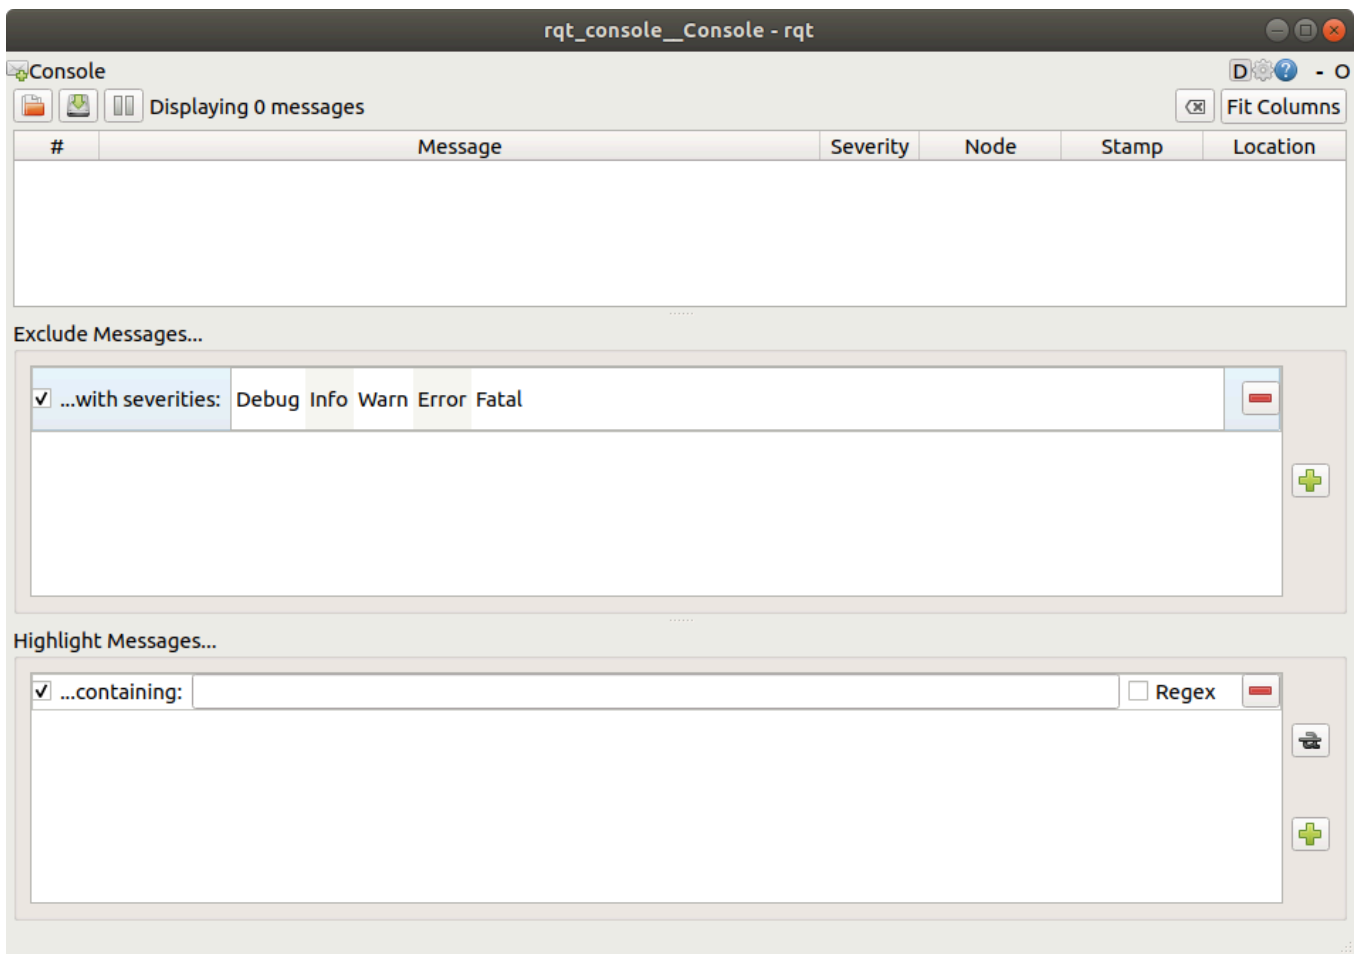 rqt_console__Console - rqt
Console D ? - O
Displaying 0 messages Fit Columns
# Message Severity Node Stamp Location
Exclude Messages...
...with severities: Debug Info Warn Error Fatal
Highlight Messages...
...containing: Regex